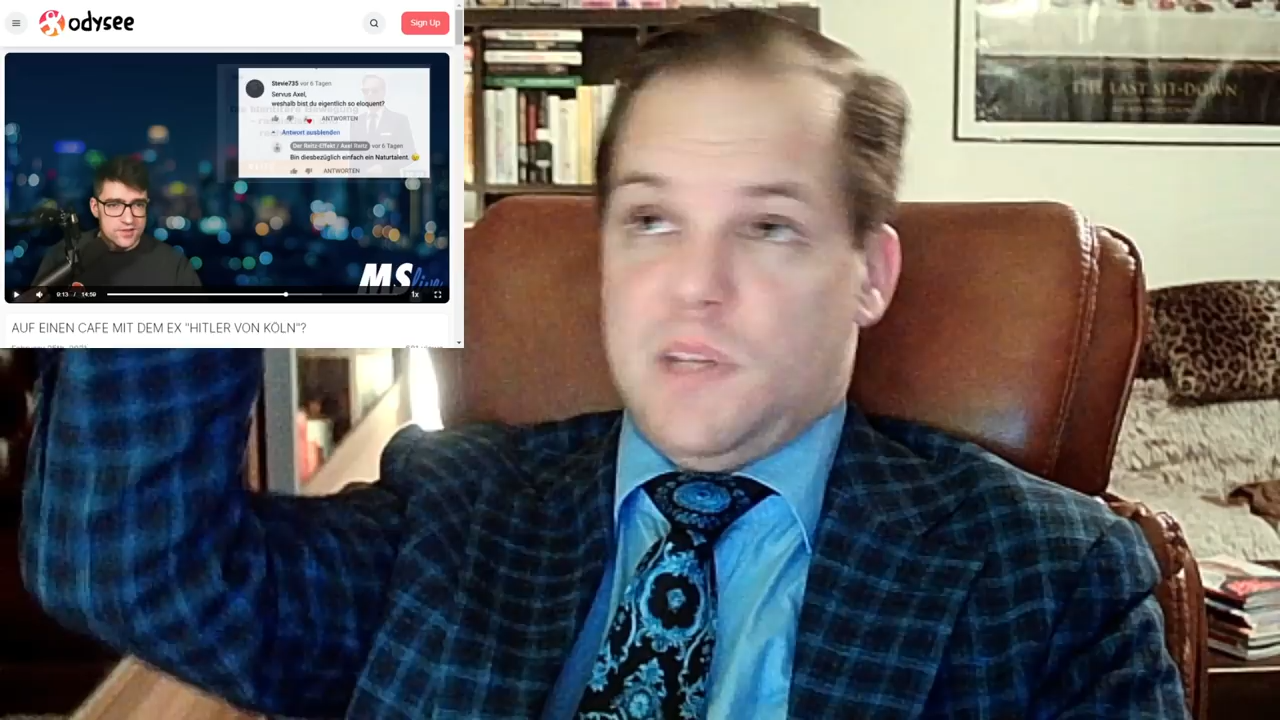 odysee
Sign Up
Stevie735 vor 6 Tagen
Servus Axel,
weshalb bist du eigentlich so eloquent?
ANTWORTEN
Antwort ausblenden
Der Reitz-Effekt / Axel Reitz vor 6 Tagen
Bin diesbezüglich einfach ein Naturtalent. 😉
ANTWORTEN
MS live
0:13 / 14:50
1x
AUF EINEN CAFE MIT DEM EX "HITLER VON KÖLN"?
THE LAST SIT-DOWN